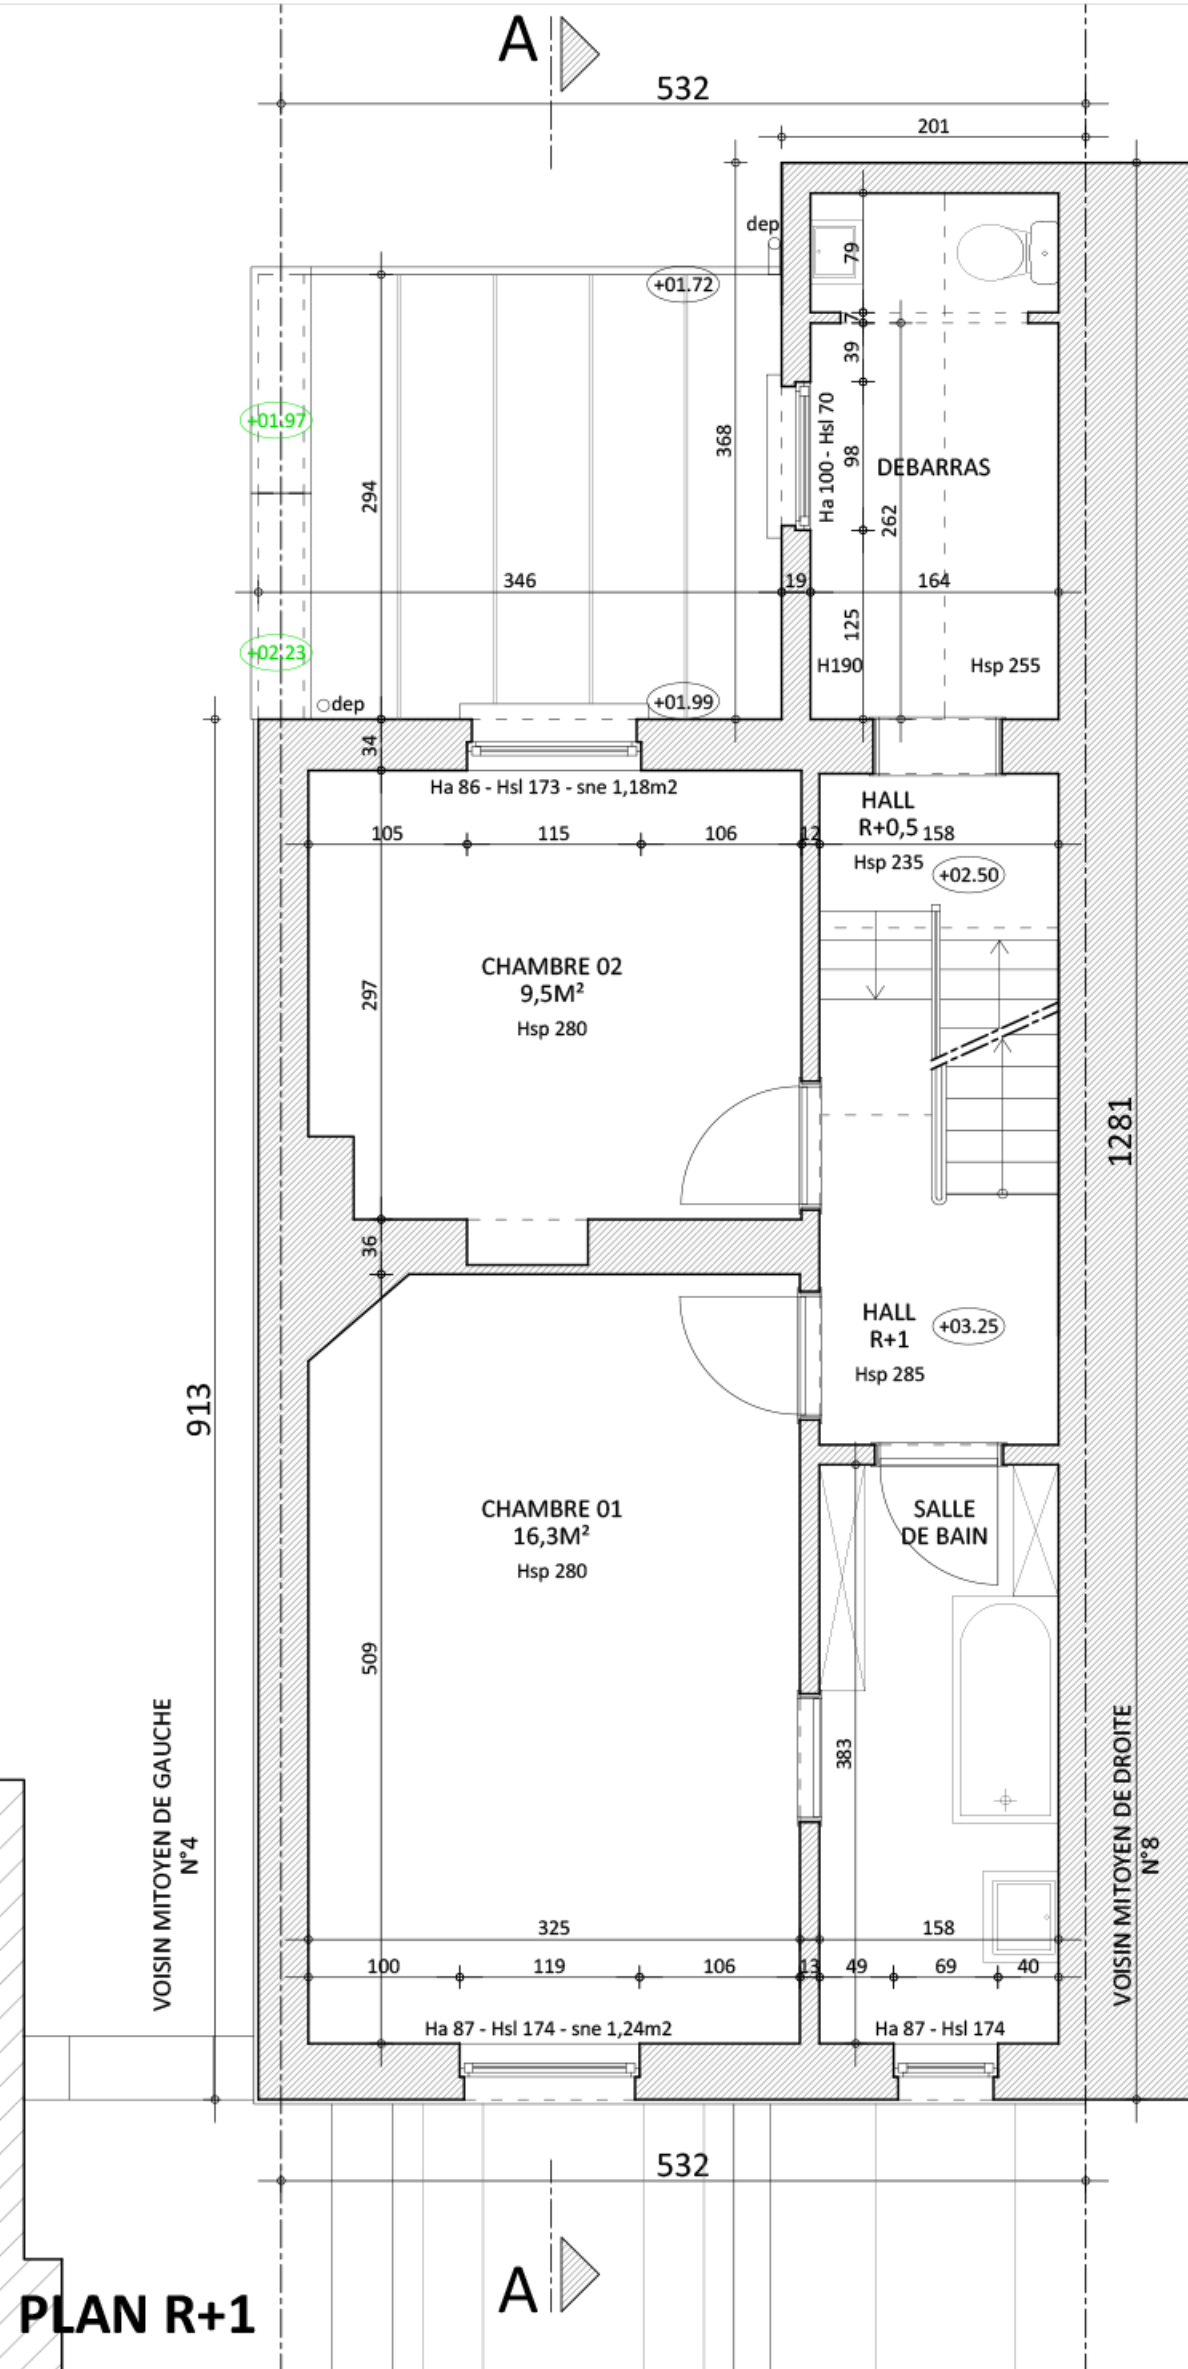 A
532
201
dep
79
+01.72
7
39
+01.97
368
Ha 100 - Hsl 70
98
DEBARRAS
294
262
346
19
164
125
+02.23
H190
Hsp 255
dep
+01.99
34
Ha 86 - Hsl 173 - sne 1,18m2
HALL
R+0,5
105
115
106
12
158
Hsp 235
+02.50
CHAMBRE 02
9,5M²
Hsp 280
297
1281
36
HALL
R+1
+03.25
Hsp 285
913
CHAMBRE 01
16,3M²
Hsp 280
SALLE
DE BAIN
509
383
VOISIN MITOYEN DE GAUCHE
N°4
VOISIN MITOYEN DE DROITE
N°8
325
158
100
119
106
13
49
69
40
Ha 87 - Hsl 174 - sne 1,24m2
Ha 87 - Hsl 174
532
A
PLAN R+1